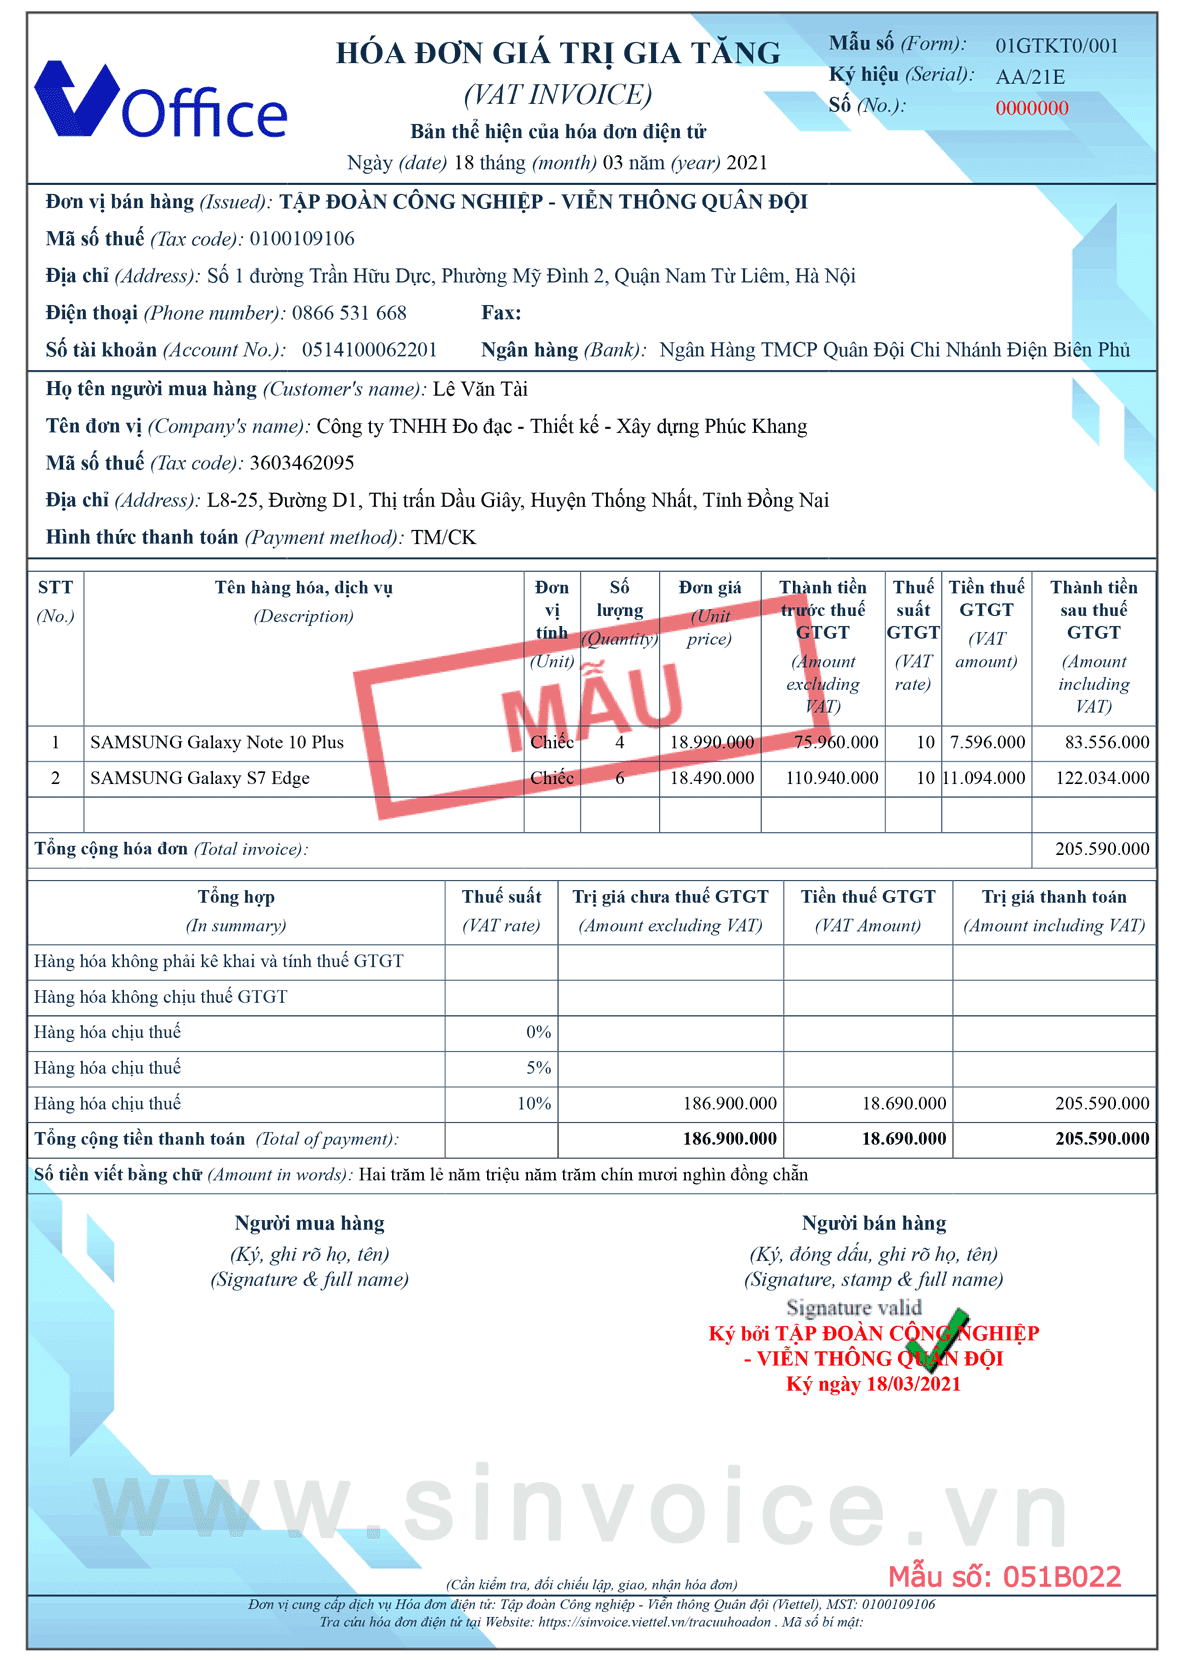 Office
HÓA ĐƠN GIÁ TRỊ GIA TĂNG
(VAT INVOICE)
Bản thể hiện của hóa đơn điện tử
Ngày (date) 18 tháng (month) 03 năm (year) 2021
Mẫu số (Form): 01GTKT0/001
Ký hiệu (Serial): AA/21E
Số (No.): 0000000
Đơn vị bán hàng (Issued): TẬP ĐOÀN CÔNG NGHIỆP - VIỄN THÔNG QUÂN ĐỘI
Mã số thuế (Tax code): 0100109106
Địa chỉ (Address): Số 1 đường Trần Hữu Dực, Phường Mỹ Đình 2, Quận Nam Từ Liêm, Hà Nội
Điện thoại (Phone number): 0866 531 668 Fax:
Số tài khoản (Account No.): 0514100062201 Ngân hàng (Bank): Ngân Hàng TMCP Quân Đội Chi Nhánh Điện Biên Phủ
Họ tên người mua hàng (Customer's name): Lê Văn Tài
Tên đơn vị (Company's name): Công ty TNHH Đo đạc - Thiết kế - Xây dựng Phúc Khang
Mã số thuế (Tax code): 3603462095
Địa chỉ (Address): L8-25, Đường D1, Thị trấn Dầu Giây, Huyện Thống Nhất, Tỉnh Đồng Nai
Hình thức thanh toán (Payment method): TM/CK
STT Tên hàng hóa, dịch vụ Đơn Số Đơn giá Thành tiền Thuế Tiền thuế Thành tiền
(No.) (Description) vị lượng (Unit trước thuế suất GTGT sau thuế
tính (Quantity) price) GTGT GTGT (VAT GTGT
(Unit) (Amount (VAT amount) (Amount
excluding rate) including
VAT) VAT)
MẪU
1 SAMSUNG Galaxy Note 10 Plus Chiếc 4 18.990.000 75.960.000 10 7.596.000 83.556.000
2 SAMSUNG Galaxy S7 Edge Chiếc 6 18.490.000 110.940.000 10 11.094.000 122.034.000
Tổng cộng hóa đơn (Total invoice): 205.590.000
Tổng hợp Thuế suất Trị giá chưa thuế GTGT Tiền thuế GTGT Trị giá thanh toán
(In summary) (VAT rate) (Amount excluding VAT) (VAT Amount) (Amount including VAT)
Hàng hóa không phải kê khai và tính thuế GTGT
Hàng hóa không chịu thuế GTGT
Hàng hóa chịu thuế 0%
Hàng hóa chịu thuế 5%
Hàng hóa chịu thuế 10% 186.900.000 18.690.000 205.590.000
Tổng cộng tiền thanh toán (Total of payment): 186.900.000 18.690.000 205.590.000
Số tiền viết bằng chữ (Amount in words): Hai trăm lẻ năm triệu năm trăm chín mươi nghìn đồng chẵn
Người mua hàng Người bán hàng
(Ký, ghi rõ họ, tên) (Ký, đóng dấu, ghi rõ họ, tên)
(Signature & full name) (Signature, stamp & full name)
Signature valid
Ký bởi TẬP ĐOÀN CÔNG NGHIỆP
- VIỄN THÔNG QUÂN ĐỘI
Ký ngày 18/03/2021
www.sinvoice.vn
Mẫu số: 051B022
(Cần kiểm tra, đối chiếu lập, giao, nhận hóa đơn)
Đơn vị cung cấp dịch vụ Hóa đơn điện tử: Tập đoàn Công nghiệp - Viễn thông Quân đội (Viettel), MST: 0100109106
Tra cứu hóa đơn điện tử tại Website: https://sinvoice.viettel.vn/tracuuhoadon . Mã số bí mật: